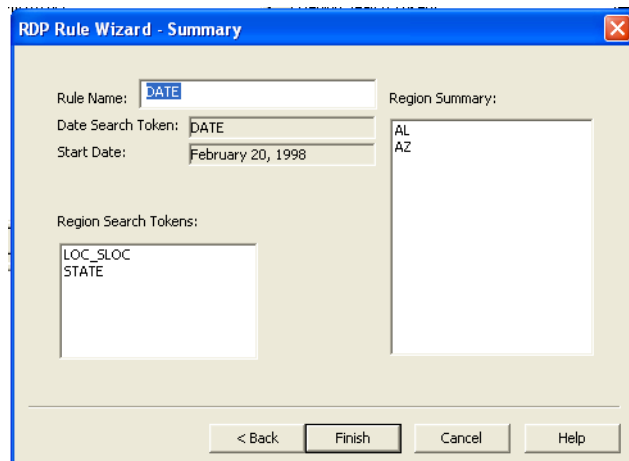 RDP Rule Wizard - Summary
Rule Name: DATE
Date Search Token: DATE
Start Date: February 20, 1998
Region Search Tokens:
LOC_SLOC
STATE
Region Summary:
AL
AZ
< Back Finish Cancel Help